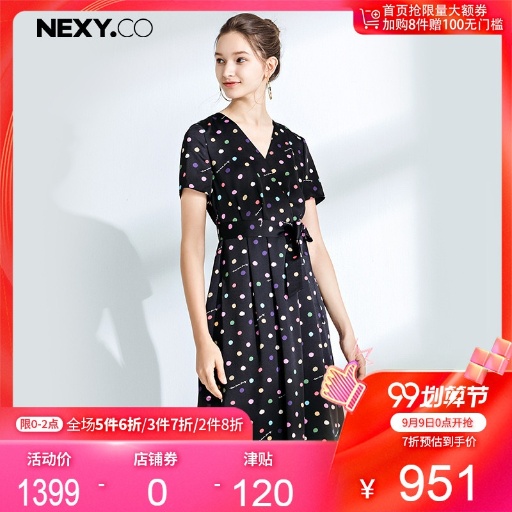 NEXY.CO
首页抢限量大额券
加购8件赠100无门槛
99划算节
9月9日0点开抢
限0-2点 全场5件6折/3件7折/2件8折
7折预估到手价
活动价 店铺券 津贴
1399 - 0 - 120 ¥ 951